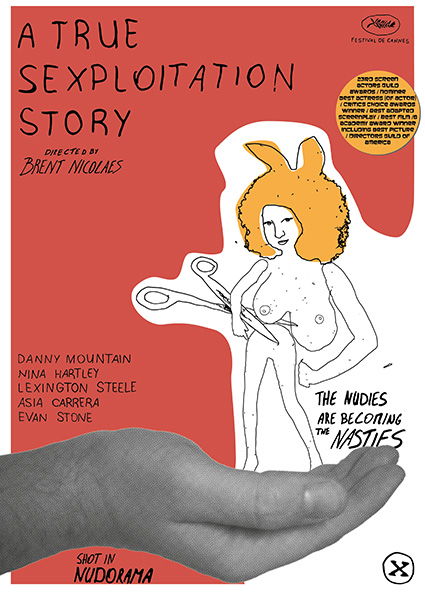 A TRUE
SEXPLOITATION
STORY
DIRECTED BY
BRENT NICOLAES
FESTIVAL DE CANNES
23RD SCREEN
ACTORS GUILD
AWARDS / NOMINEE
BEST ACTRESS (OF ACTOR)
/ CRITICS CHOICE AWARDS
WINNER / BEST ADAPTED
SCREENPLAY / BEST FILM /8
ACADEMY AWARD WINNER
INCLUDING BEST PICTURE
/ DIRECTORS GUILD OF
AMERICA
DANNY MOUNTAIN
NINA HARTLEY
LEXINGTON STEELE
ASIA CARRERA
EVAN STONE
THE NUDIES
ARE BECOMING
THE NASTIES
SHOT IN
NUDORAMA
X